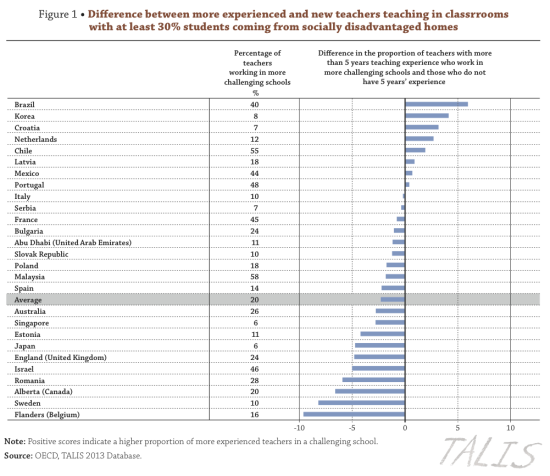 Figure 1 • Difference between more experienced and new teachers teaching in classrrooms
with at least 30% students coming from socially disadvantaged homes
Percentage of
teachers
working in more
challenging schools
%
Difference in the proportion of teachers with more
than 5 years teaching experience who work in
more challenging schools and those who do not
have 5 years' experience
Brazil 40
Korea 8
Croatia 7
Netherlands 12
Chile 55
Latvia 18
Mexico 44
Portugal 48
Italy 10
Serbia 7
France 45
Bulgaria 24
Abu Dhabi (United Arab Emirates) 11
Slovak Republic 10
Poland 18
Malaysia 58
Spain 14
Average 20
Australia 26
Singapore 6
Estonia 11
Japan 6
England (United Kingdom) 24
Israel 46
Romania 28
Alberta (Canada) 20
Sweden 10
Flanders (Belgium) 16
-10 -5 0 5 10
Note: Positive scores indicate a higher proportion of more experienced teachers in a challenging school.
Source: OECD, TALIS 2013 Database.
TALIS